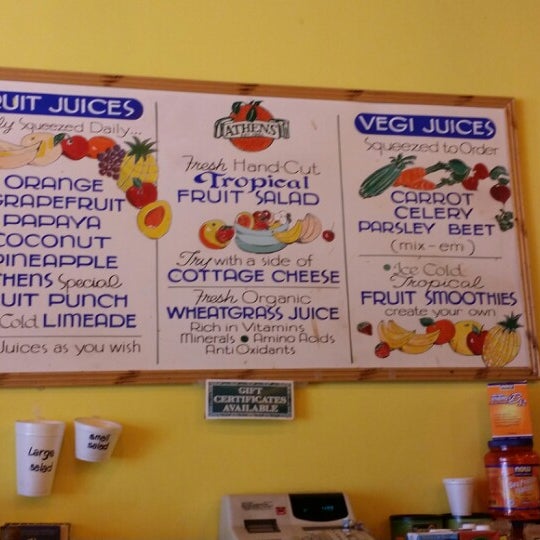 RUIT JUICES
ly Squeezed Daily...
ORANGE
GRAPEFRUIT
PAPAYA
COCONUT
PINEAPPLE
THENS Special
UIT PUNCH
Cold LIMEADE
Juices as you wish
ATHENS
Fresh Hand-Cut
Tropical
FRUIT SALAD
Try with a side of
COTTAGE CHEESE
Fresh Organic
WHEATGRASS JUICE
Rich in Vitamins
Minerals • Amino Acids
Anti Oxidants
VEGI JUICES
Squeezed to Order
CARROT
CELERY
PARSLEY BEET
(mix-em)
Ice Cold
Tropical
FRUIT SMOOTHIES
create your own
GIFT
CERTIFICATES
AVAILABLE
Large
salad
small
salad
now